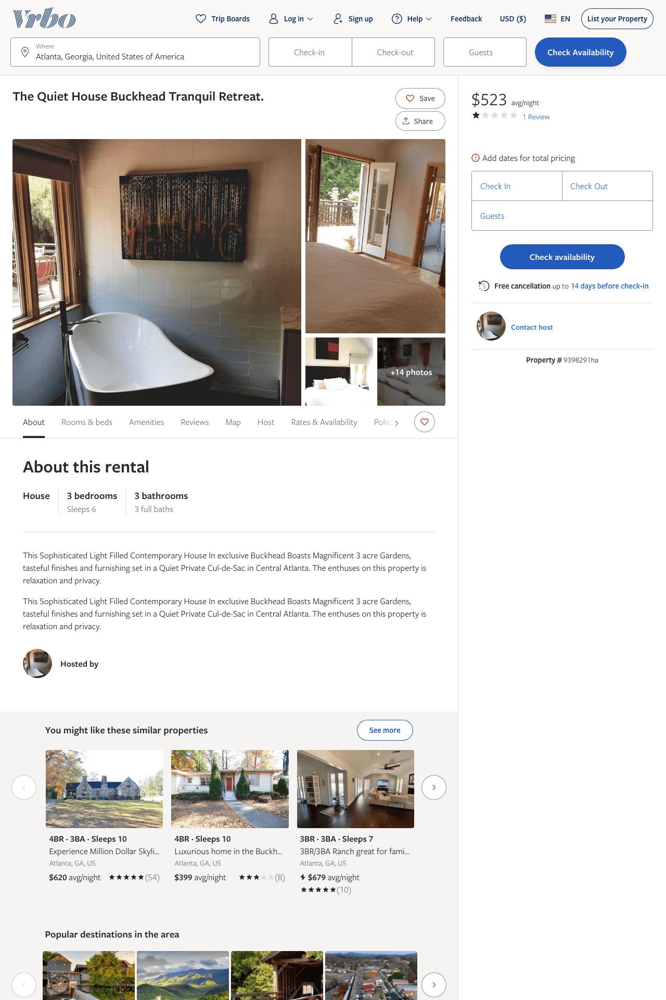 Vrbo
Trip Boards
Log in
Sign up
Help
Feedback
USD ($)
EN
List your Property
Where
Atlanta, Georgia, United States of America
Check-in
Check-out
Guests
Check Availability
The Quiet House Buckhead Tranquil Retreat.
Save
Share
+14 photos
$523 avg/night
1 Review
Add dates for total pricing
Check In
Check Out
Guests
Check availability
Free cancellation up to 14 days before check-in
Contact host
Property # 9398291ha
About
Rooms & beds
Amenities
Reviews
Map
Host
Rates & Availability
About this rental
House
3 bedrooms
Sleeps 6
3 bathrooms
3 full baths
This Sophisticated Light Filled Contemporary House In exclusive Buckhead Boasts Magnificent 3 acre Gardens,
tasteful finishes and furnishing set in a Quiet Private Cul-de-Sac in Central Atlanta. The enthuses on this property is
relaxation and privacy.
This Sophisticated Light Filled Contemporary House In exclusive Buckhead Boasts Magnificent 3 acre Gardens,
tasteful finishes and furnishing set in a Quiet Private Cul-de-Sac in Central Atlanta. The enthuses on this property is
relaxation and privacy.
Hosted by
You might like these similar properties
See more
4BR · 3BA · Sleeps 10
Experience Million Dollar Skyli...
Atlanta, GA, US
$620 avg/night
(54)
4BR · Sleeps 10
Luxurious home in the Buckh...
Atlanta, GA, US
$399 avg/night
(8)
3BR · 3BA · Sleeps 7
3BR/3BA Ranch great for fami...
Atlanta, GA, US
$679 avg/night
(10)
Popular destinations in the area